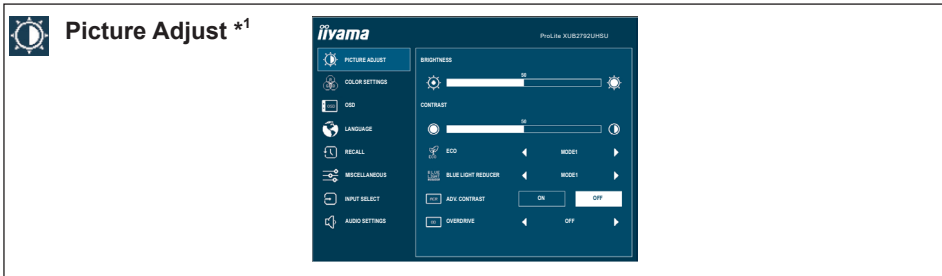 Picture Adjust *1
iiyama
ProLite XUB2792UHSU
PICTURE ADJUST
COLOR SETTINGS
OSD
LANGUAGE
RECALL
MISCELLANEOUS
INPUT SELECT
AUDIO SETTINGS
BRIGHTNESS
50
CONTRAST
50
ECO
MODE1
BLUE LIGHT REDUCER
MODE1
ADV. CONTRAST
ON
OFF
OVERDRIVE
OFF